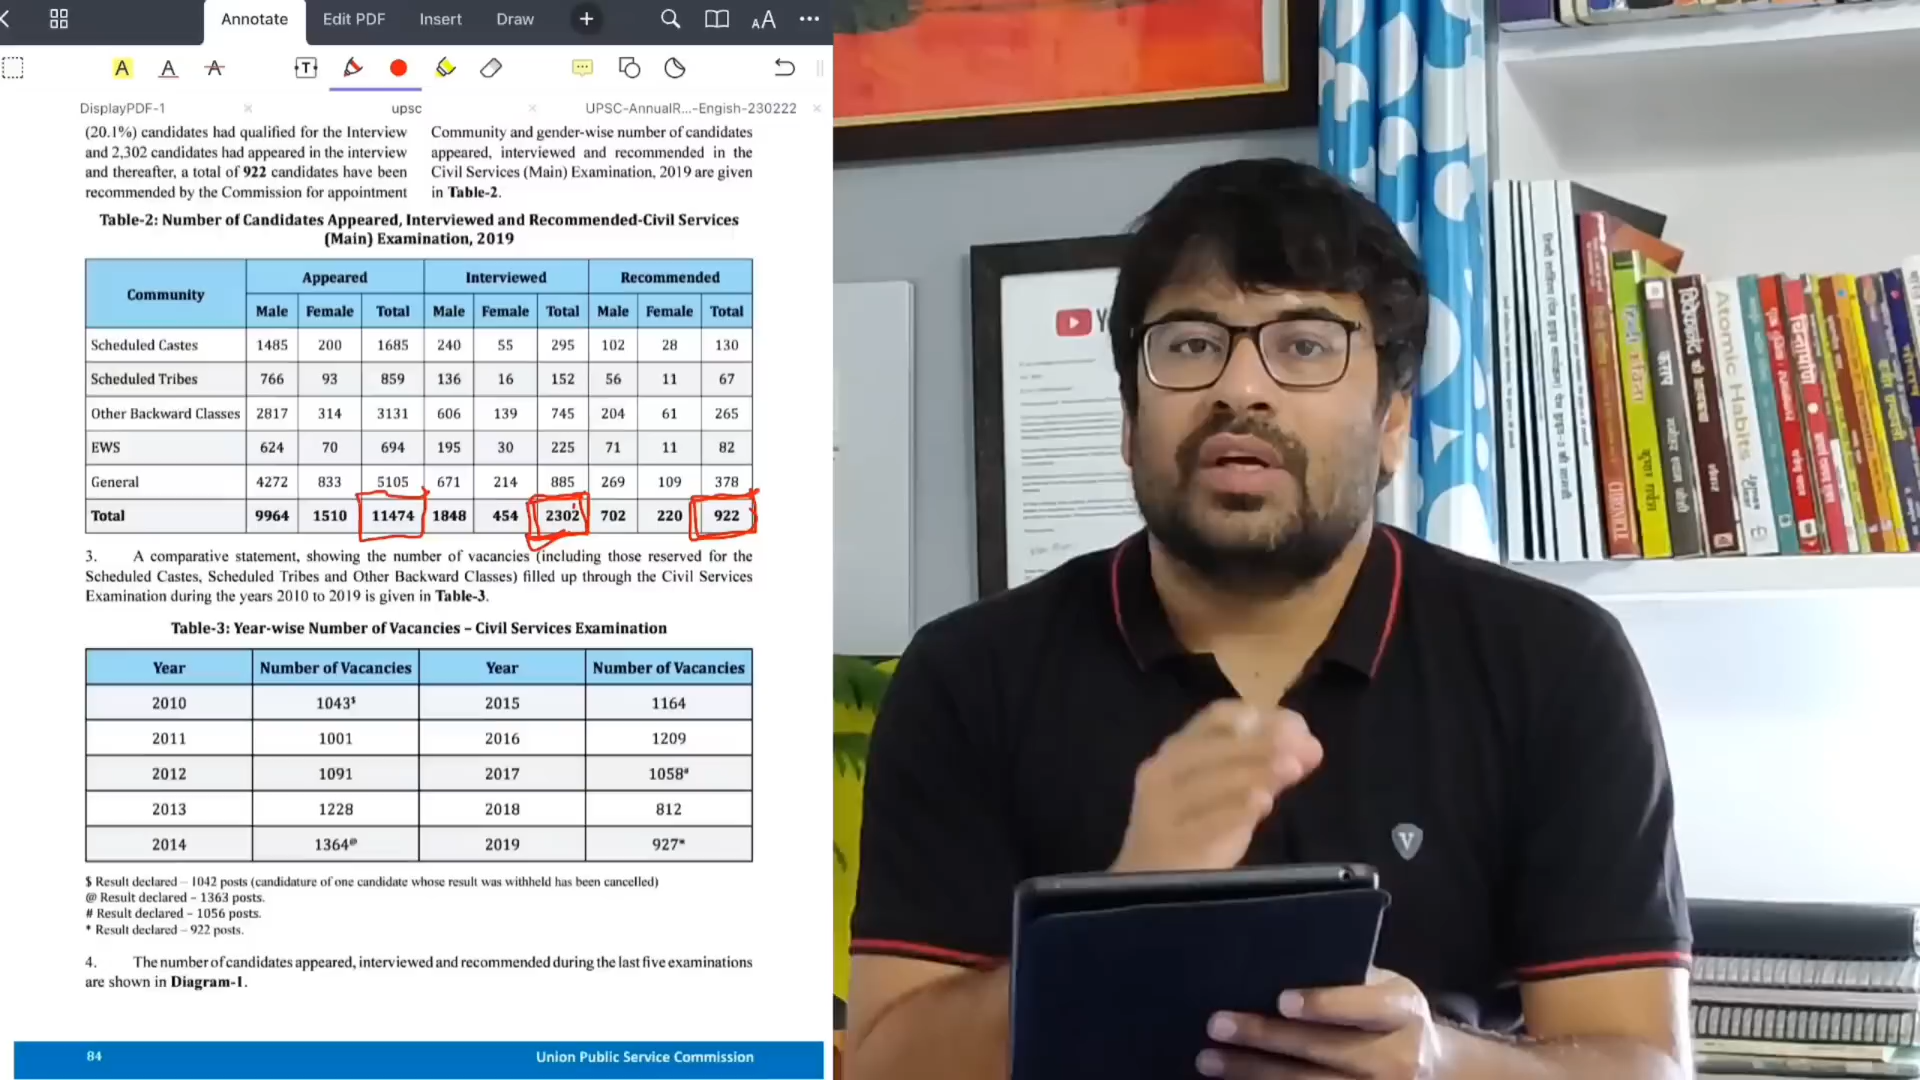 Annotate Edit PDF Insert Draw
DisplayPDF-1 upsc UPSC-AnnualR...-Engish-230222
(20.1%) candidates had qualified for the Interview
and 2,302 candidates had appeared in the interview
and thereafter, a total of 922 candidates have been
recommended by the Commission for appointment
Community and gender-wise number of candidates
appeared, interviewed and recommended in the
Civil Services (Main) Examination, 2019 are given
in Table-2.
Table-2: Number of Candidates Appeared, Interviewed and Recommended-Civil Services
(Main) Examination, 2019
Community Appeared Interviewed Recommended
Male Female Total Male Female Total Male Female Total
Scheduled Castes 1485 200 1685 240 55 295 102 28 130
Scheduled Tribes 766 93 859 136 16 152 56 11 67
Other Backward Classes 2817 314 3131 606 139 745 204 61 265
EWS 624 70 694 195 30 225 71 11 82
General 4272 833 5105 671 214 885 269 109 378
Total 9964 1510 11474 1848 454 2302 702 220 922
3. A comparative statement, showing the number of vacancies (including those reserved for the
Scheduled Castes, Scheduled Tribes and Other Backward Classes) filled up through the Civil Services
Examination during the years 2010 to 2019 is given in Table-3.
Table-3: Year-wise Number of Vacancies – Civil Services Examination
Year Number of Vacancies Year Number of Vacancies
2010 1043$ 2015 1164
2011 1001 2016 1209
2012 1091 2017 1058#
2013 1228 2018 812
2014 1364@ 2019 927*
$ Result declared – 1042 posts (candidature of one candidate whose result was withheld has been cancelled)
@ Result declared – 1363 posts.
# Result declared – 1056 posts.
* Result declared – 922 posts.
4. The number of candidates appeared, interviewed and recommended during the last five examinations
are shown in Diagram-1.
84 Union Public Service Commission
Atomic Habits
CHRONICLE
V